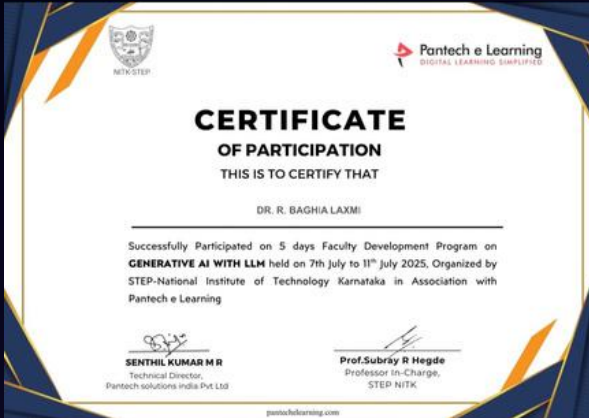 NITK-STEP
Pantech e Learning
DIGITAL LEARNING SIMPLIFIED
CERTIFICATE
OF PARTICIPATION
THIS IS TO CERTIFY THAT
DR. R. BAGHIA LAXMI
Successfully Participated on 5 days Faculty Development Program on
GENERATIVE AI WITH LLM held on 7th July to 11th July 2025, Organized by
STEP-National Institute of Technology Karnataka in Association with
Pantech e Learning
SENTHIL KUMAR M R
Technical Director,
Pantech solutions india Pvt Ltd
Prof.Subray R Hegde
Professor In-Charge,
STEP NITK
pantechelearning.com